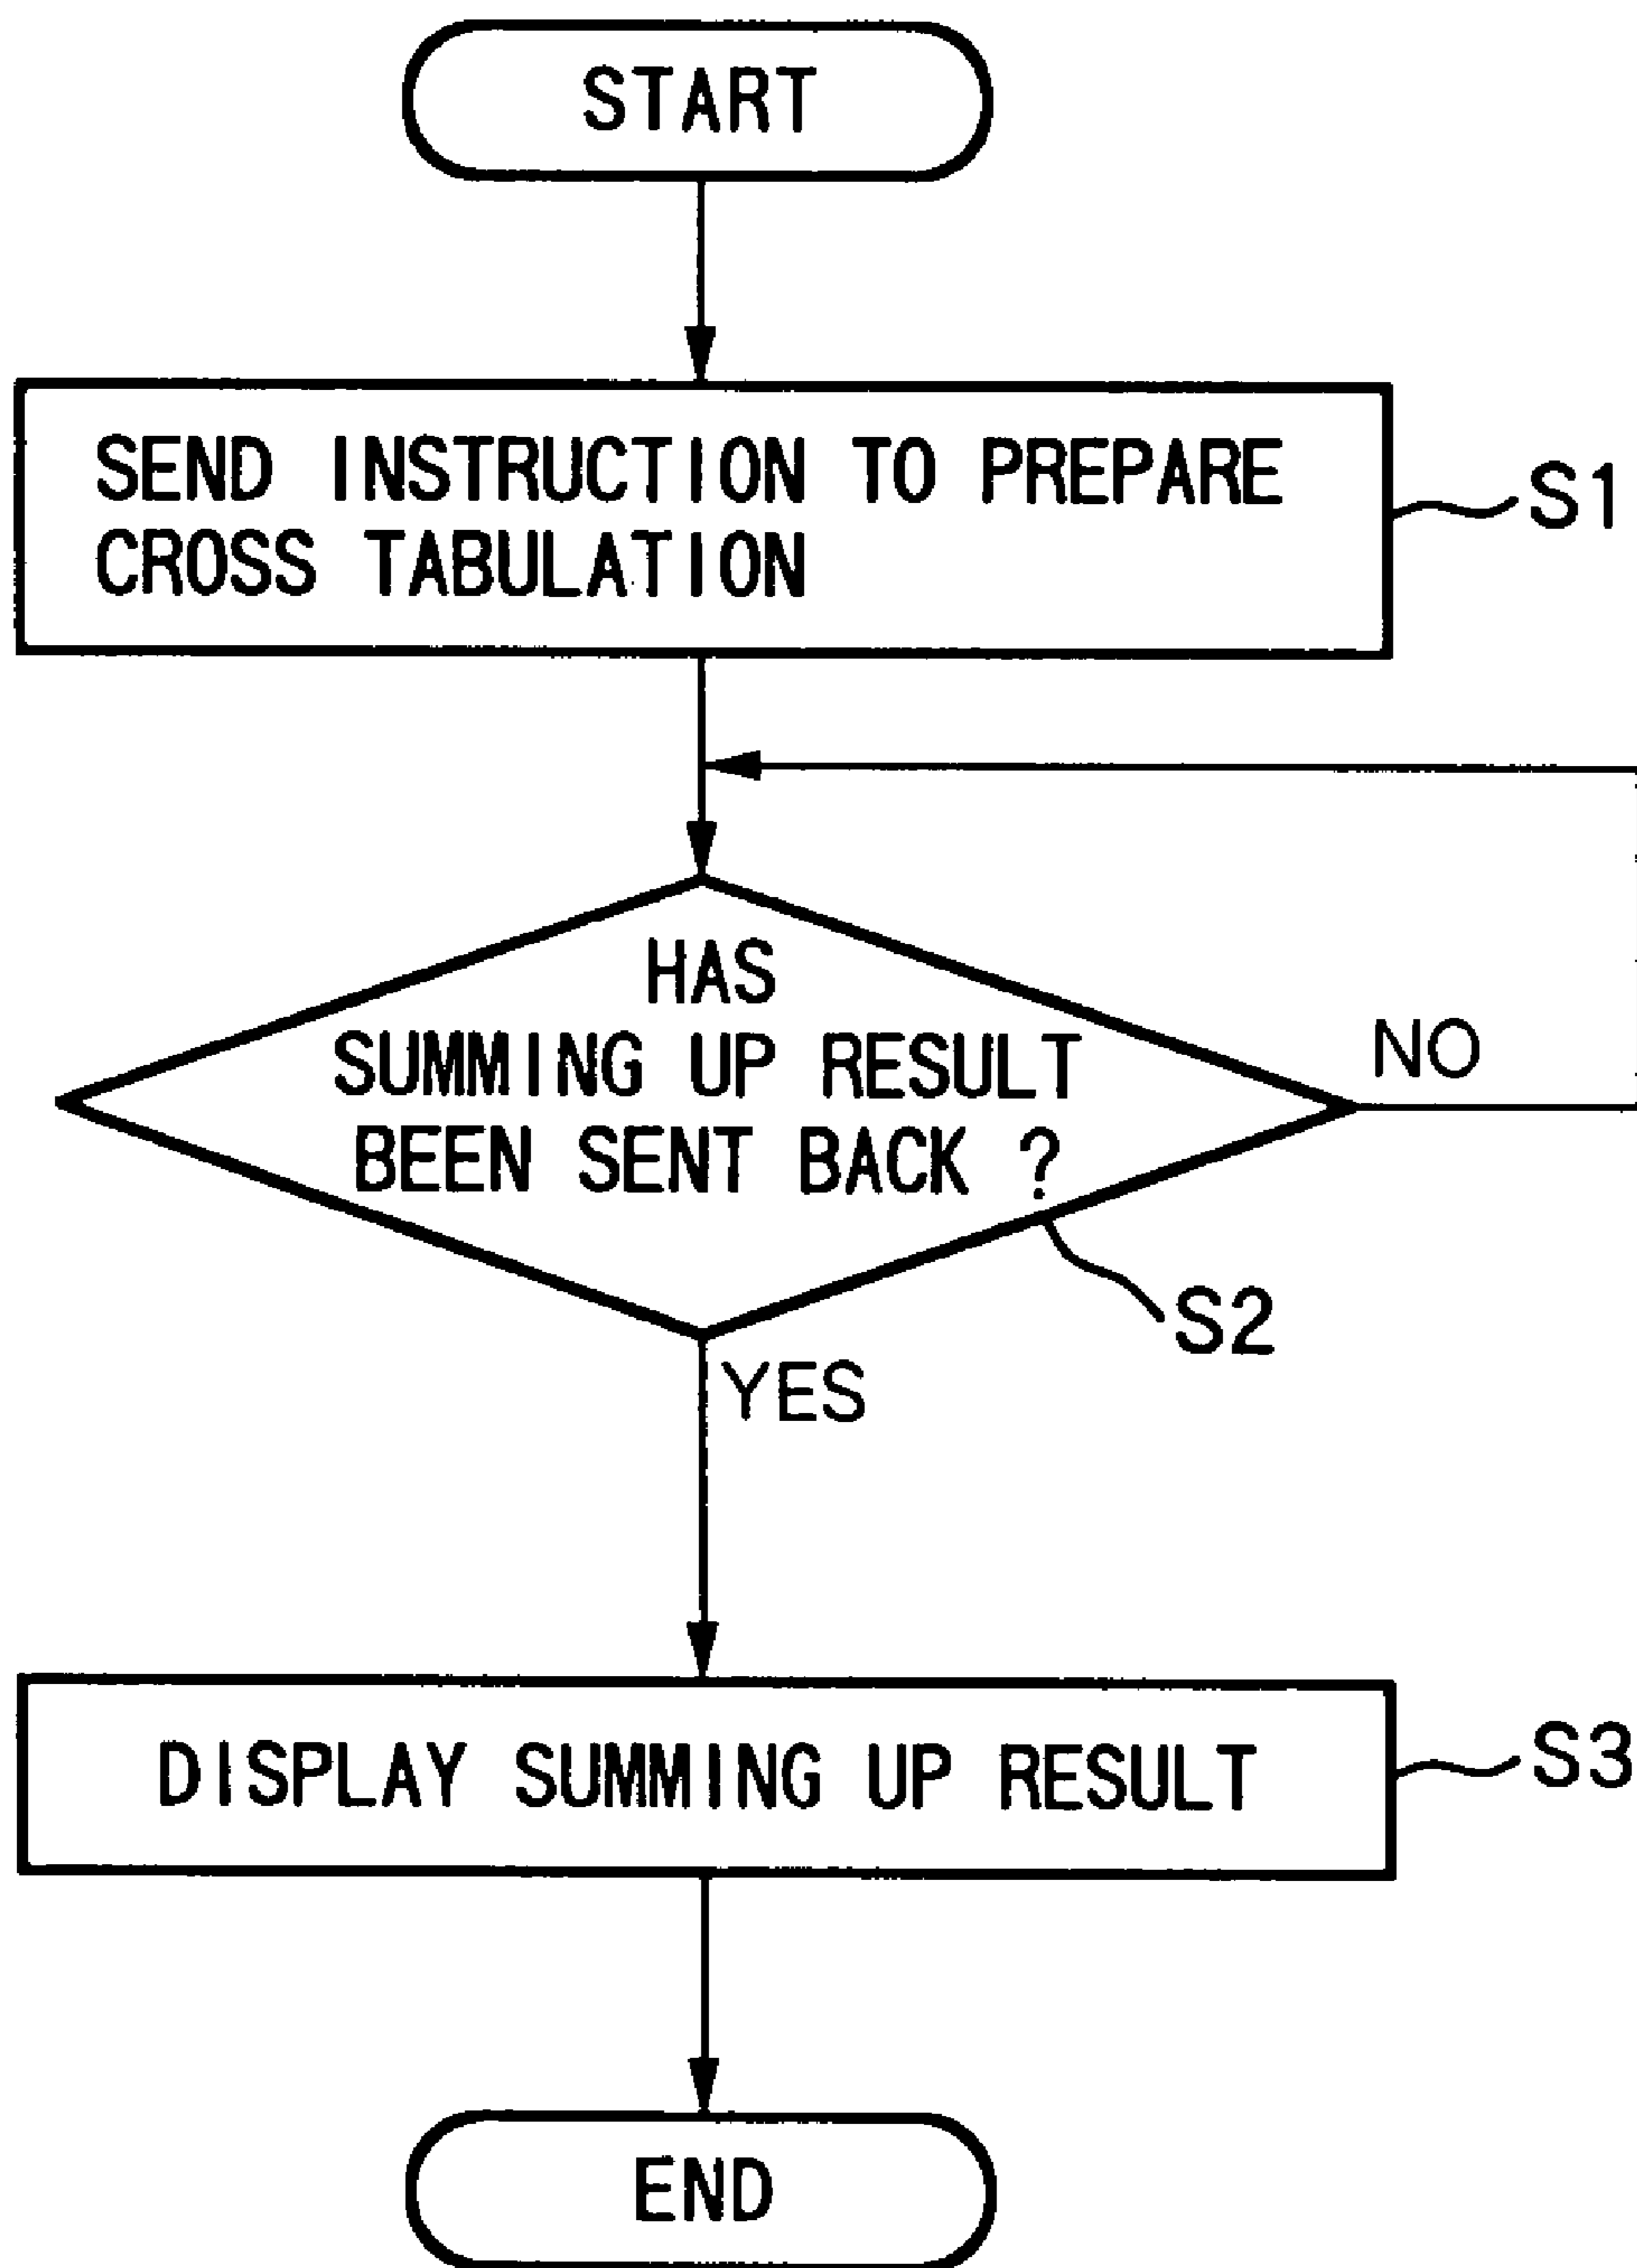 START
SEND INSTRUCTION TO PREPARE
CROSS TABULATION
S1
HAS
SUMMING UP RESULT
BEEN SENT BACK ?
NO
S2
YES
DISPLAY SUMMING UP RESULT
S3
END